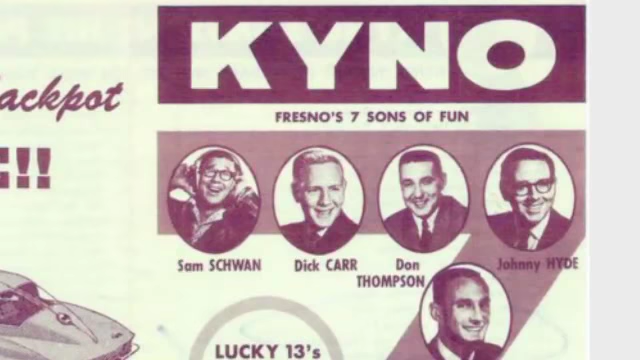 ackpot
!!
KYNO
FRESNO'S 7 SONS OF FUN
Sam SCHWAN
Dick CARR
Don
THOMPSON
Johnny HYDE
LUCKY 13's